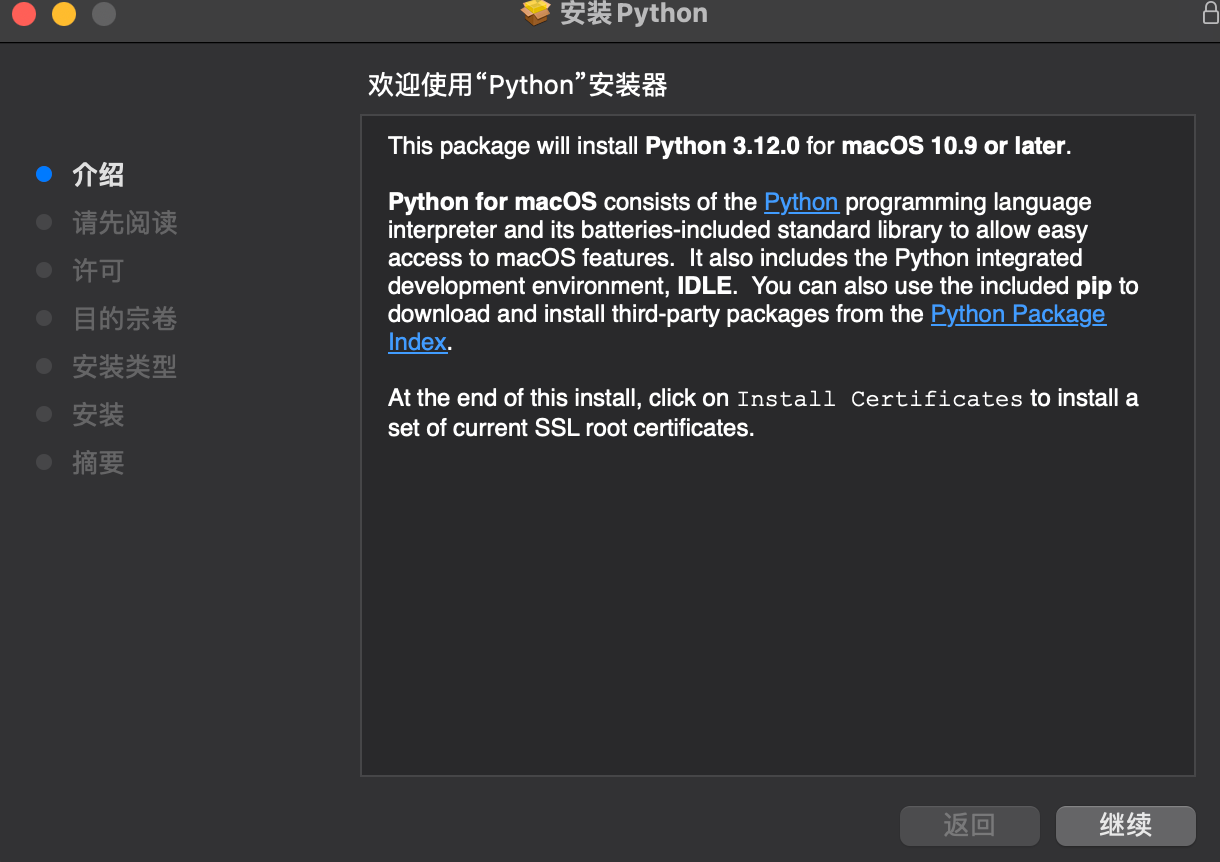 安装Python
欢迎使用“Python”安装器
介绍
请先阅读
许可
目的宗卷
安装类型
安装
摘要
This package will install Python 3.12.0 for macOS 10.9 or later.
Python for macOS consists of the Python programming language
interpreter and its batteries-included standard library to allow easy
access to macOS features.  It also includes the Python integrated
development environment, IDLE.  You can also use the included pip to
download and install third-party packages from the Python Package
Index.
At the end of this install, click on Install Certificates to install a
set of current SSL root certificates.
返回
继续